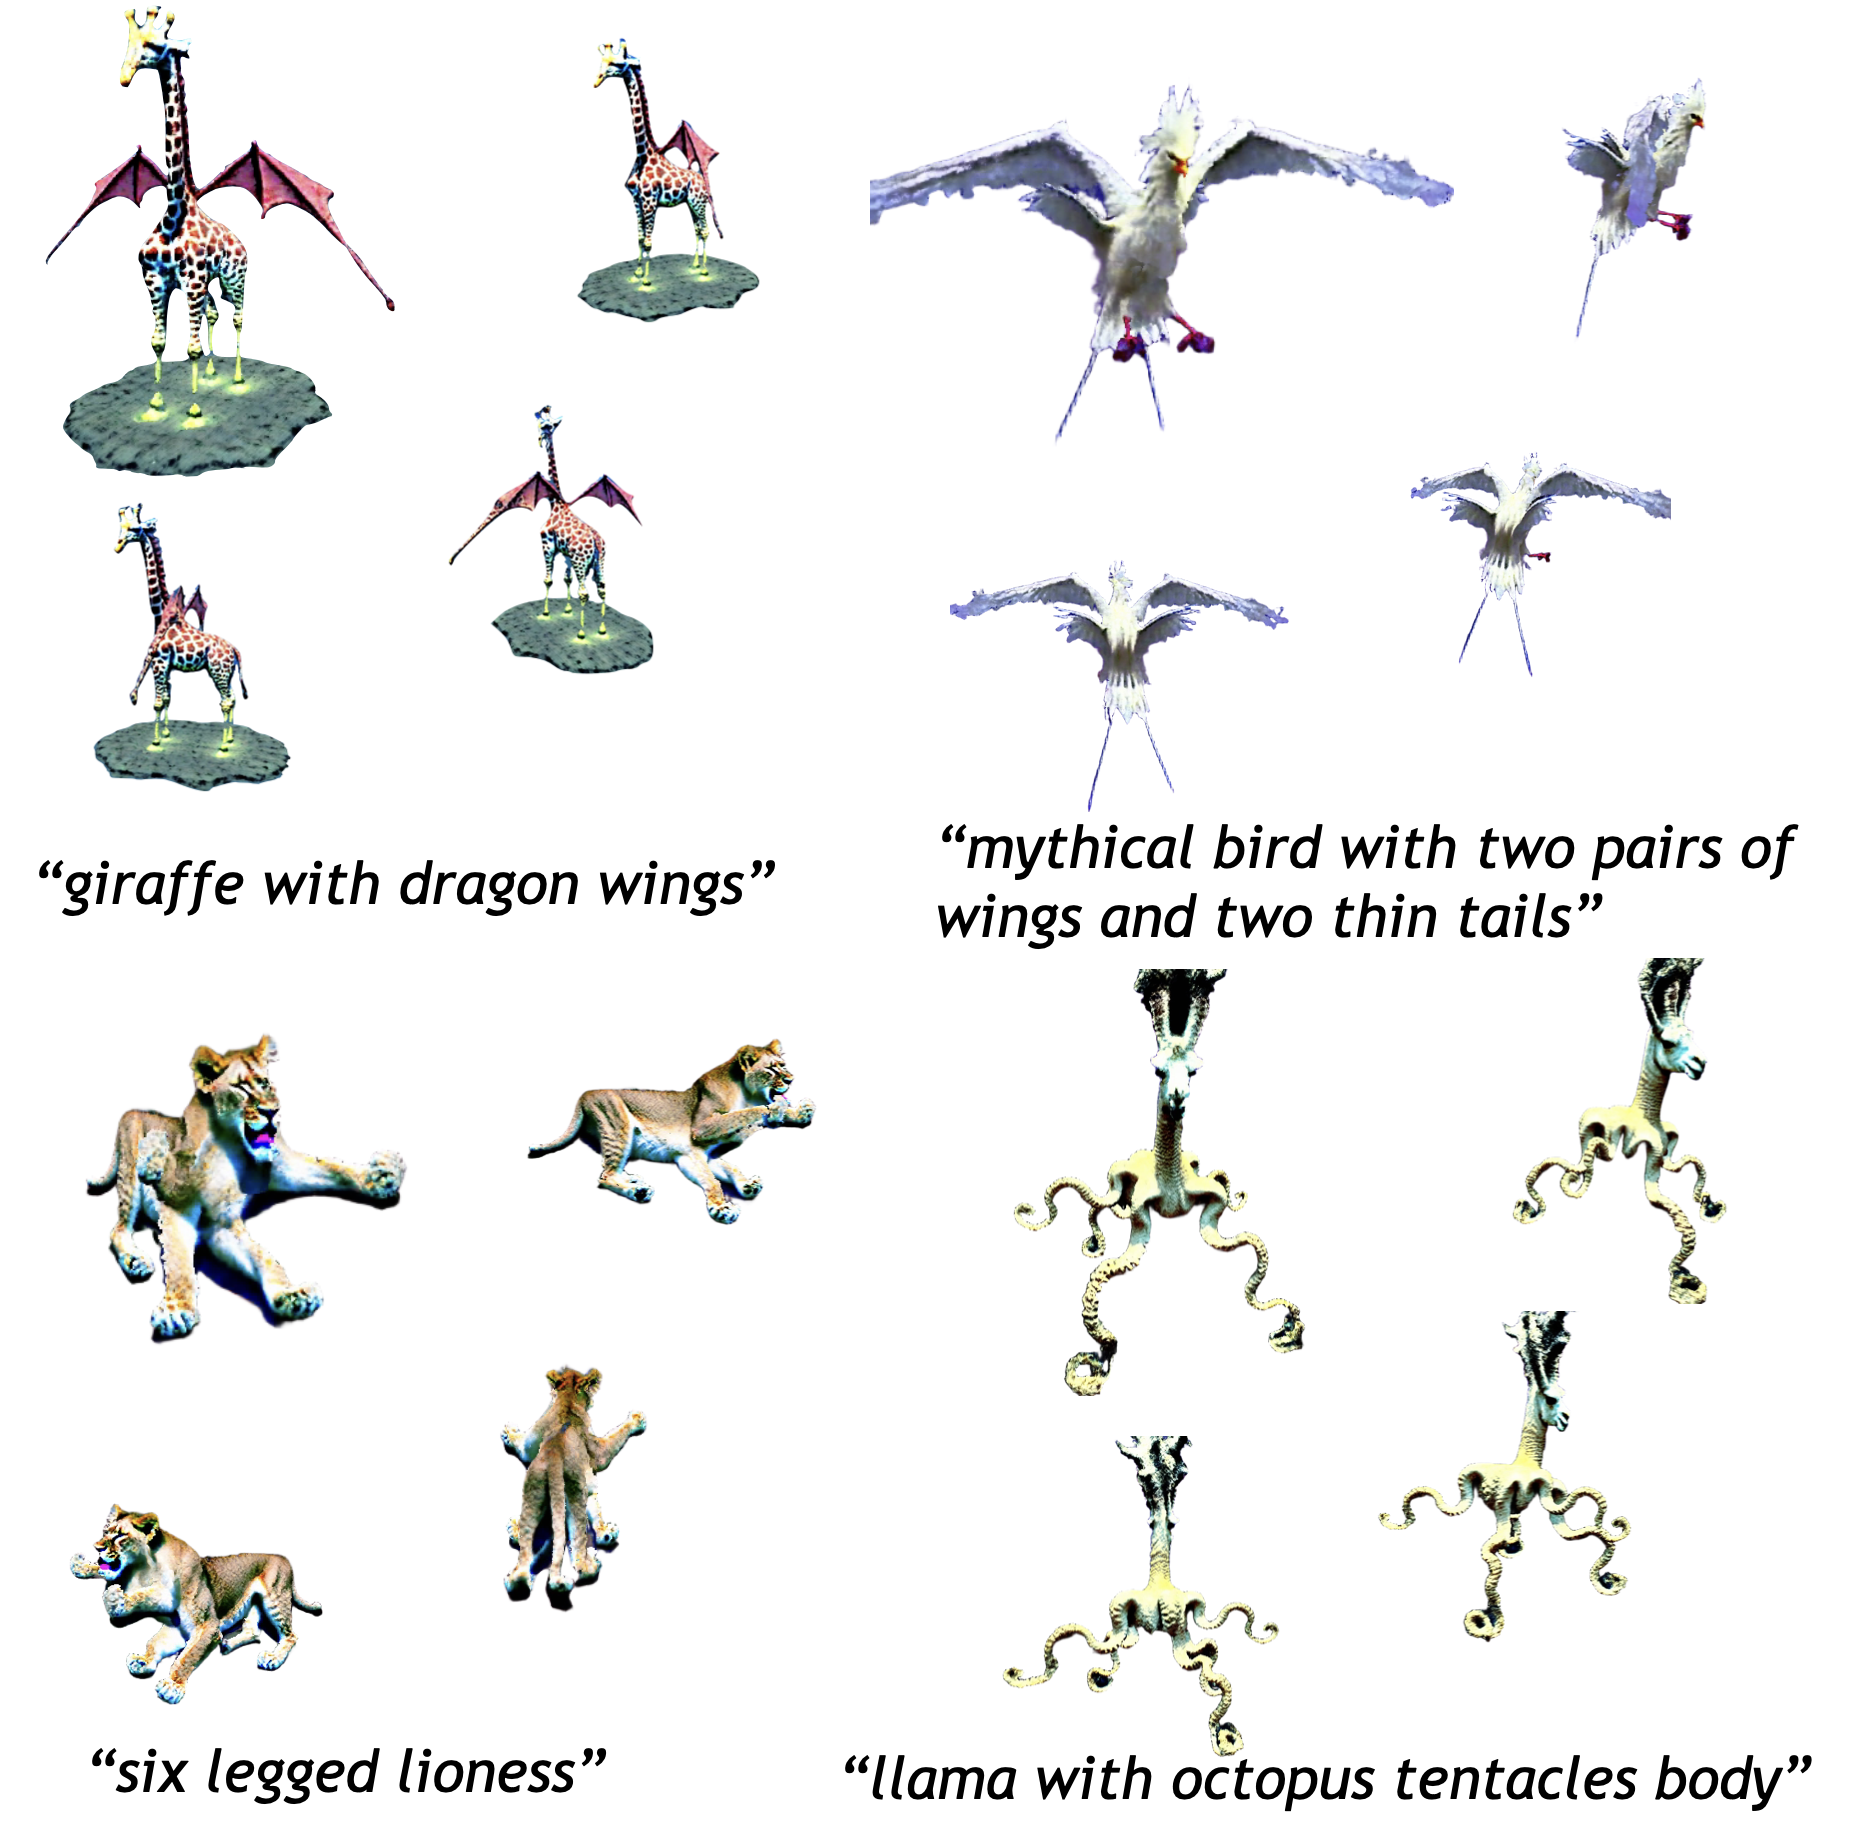 “giraffe with dragon wings”
“mythical bird with two pairs of
wings and two thin tails”
“six legged lioness”
“llama with octopus tentacles body”